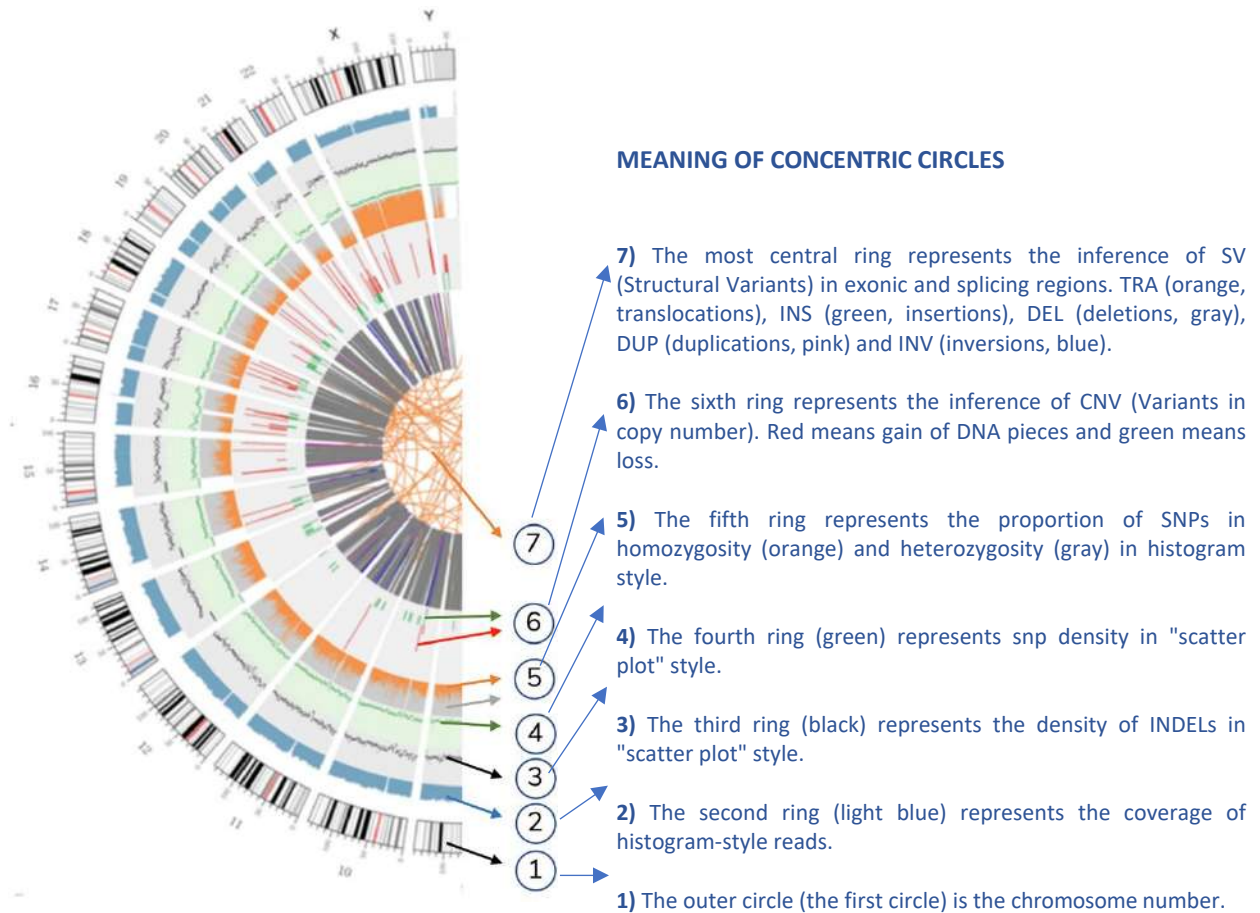 Y
X
22
21
20
19
18
17
16
15
14
13
12
11
10
MEANING OF CONCENTRIC CIRCLES
7) The most central ring represents the inference of SV
(Structural Variants) in exonic and splicing regions. TRA (orange,
translocations), INS (green, insertions), DEL (deletions, gray),
DUP (duplications, pink) and INV (inversions, blue).
6) The sixth ring represents the inference of CNV (Variants in
copy number). Red means gain of DNA pieces and green means
loss.
5) The fifth ring represents the proportion of SNPs in
homozygosity (orange) and heterozygosity (gray) in histogram
style.
4) The fourth ring (green) represents snp density in "scatter
plot" style.
3) The third ring (black) represents the density of INDELs in
"scatter plot" style.
2) The second ring (light blue) represents the coverage of
histogram-style reads.
1) The outer circle (the first circle) is the chromosome number.
7
6
5
4
3
2
1